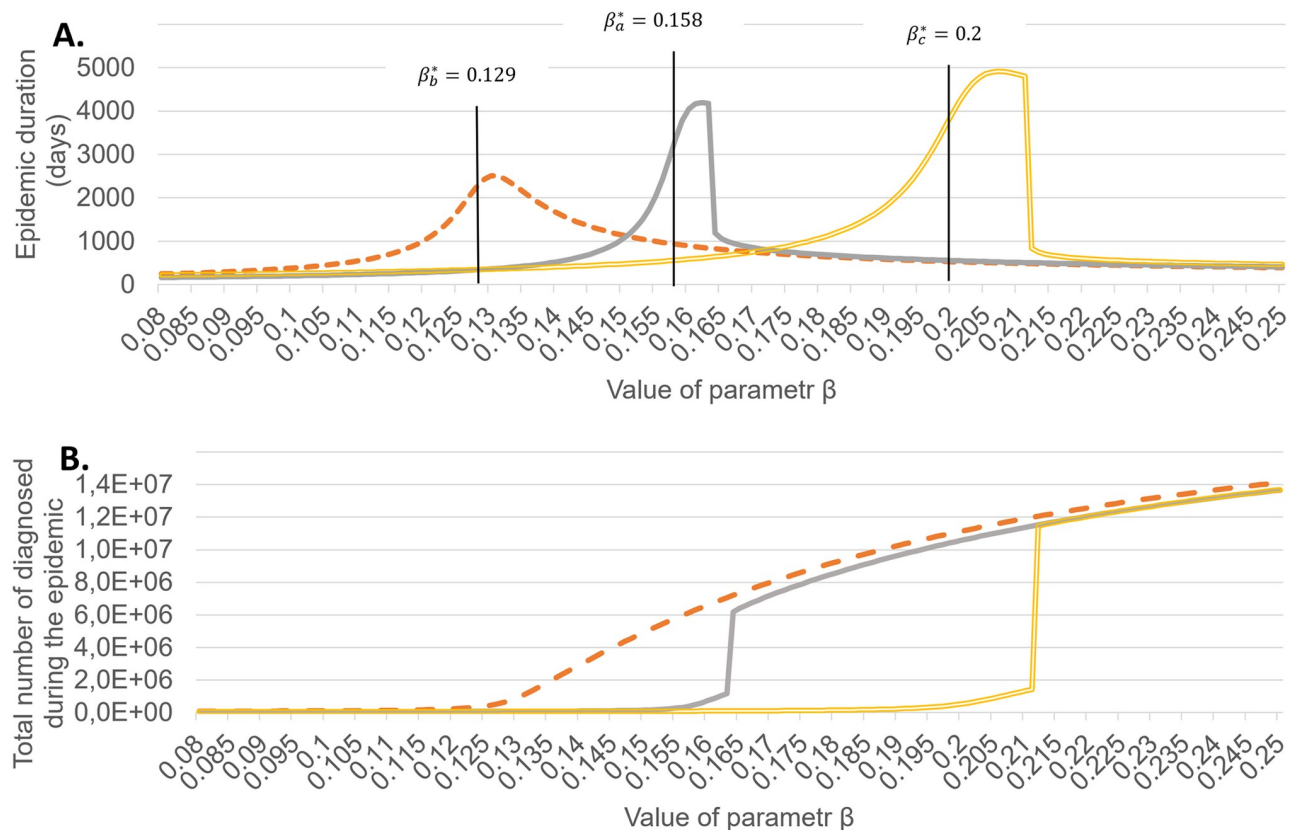 A.
β*a = 0.158
β*c = 0.2
β*b = 0.129
Epidemic duration
(days)
5000
4000
3000
2000
1000
0
0.08 0.085 0.09 0.095 0.1 0.105 0.11 0.115 0.12 0.125 0.13 0.135 0.14 0.145 0.15 0.155 0.16 0.165 0.17 0.175 0.18 0.185 0.19 0.195 0.2 0.205 0.21 0.215 0.22 0.225 0.23 0.235 0.24 0.245 0.25
Value of parametr β
B.
Total number of diagnosed
during the epidemic
1,4E+07
1,2E+07
1,0E+07
8,0E+06
6,0E+06
4,0E+06
2,0E+06
0,0E+00
0.08 0.085 0.09 0.095 0.1 0.105 0.11 0.115 0.12 0.125 0.13 0.135 0.14 0.145 0.15 0.155 0.16 0.165 0.17 0.175 0.18 0.185 0.19 0.195 0.2 0.205 0.21 0.215 0.22 0.225 0.23 0.235 0.24 0.245 0.25
Value of parametr β